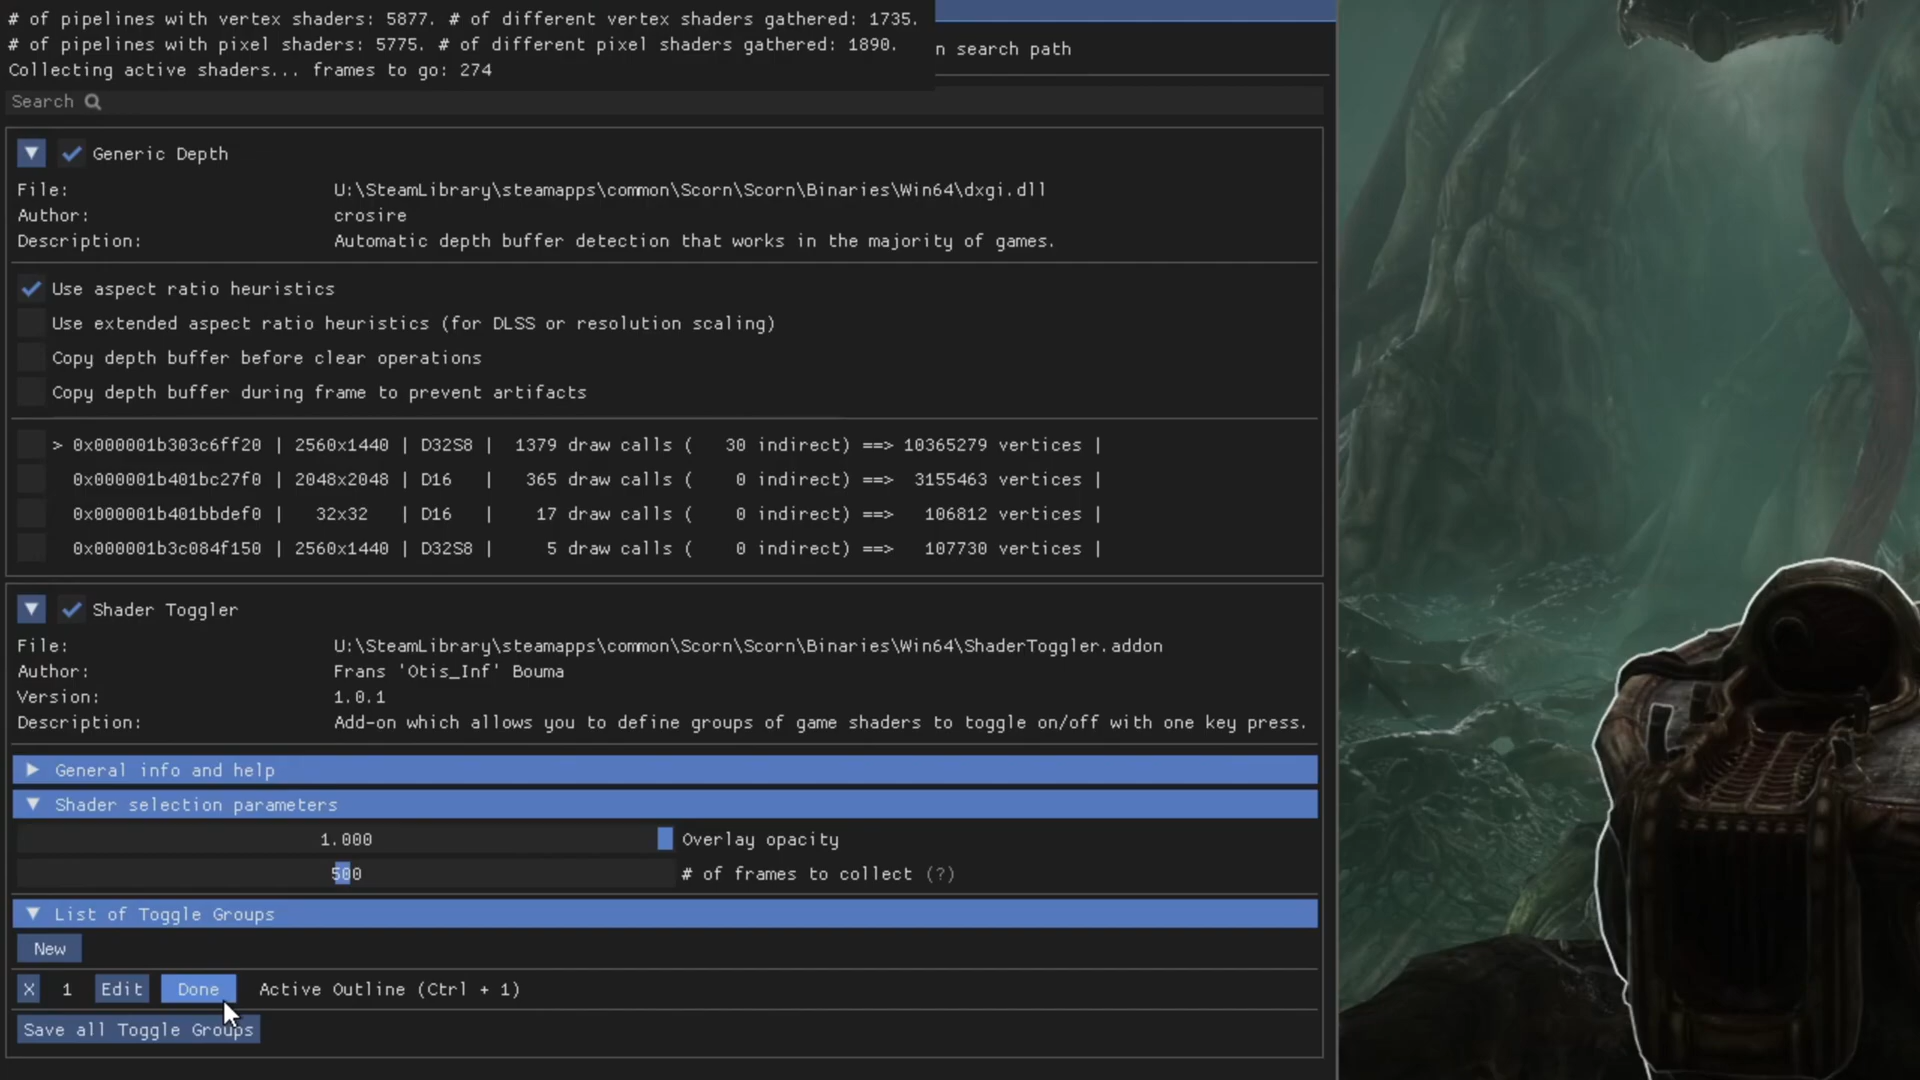 # of pipelines with vertex shaders: 5877. # of different vertex shaders gathered: 1735.
# of pipelines with pixel shaders: 5775. # of different pixel shaders gathered: 1890.
n search path
Collecting active shaders... frames to go: 274
Search
Generic Depth
File: U:\SteamLibrary\steamapps\common\Scorn\Scorn\Binaries\Win64\dxgi.dll
Author: crosire
Description: Automatic depth buffer detection that works in the majority of games.
Use aspect ratio heuristics
Use extended aspect ratio heuristics (for DLSS or resolution scaling)
Copy depth buffer before clear operations
Copy depth buffer during frame to prevent artifacts
> 0x000001b303c6ff20 | 2560x1440 | D32S8 | 1379 draw calls ( 30 indirect) ==> 10365279 vertices |
0x000001b401bc27f0 | 2048x2048 | D16 | 365 draw calls ( 0 indirect) ==> 3155463 vertices |
0x000001b401bbdef0 | 32x32 | D16 | 17 draw calls ( 0 indirect) ==> 106812 vertices |
0x000001b3c084f150 | 2560x1440 | D32S8 | 5 draw calls ( 0 indirect) ==> 107730 vertices |
Shader Toggler
File: U:\SteamLibrary\steamapps\common\Scorn\Scorn\Binaries\Win64\ShaderToggler.addon
Author: Frans 'Otis_Inf' Bouma
Version: 1.0.1
Description: Add-on which allows you to define groups of game shaders to toggle on/off with one key press.
General info and help
Shader selection parameters
1.000 Overlay opacity
500 # of frames to collect (?)
List of Toggle Groups
New
X 1 Edit Done Active Outline (Ctrl + 1)
Save all Toggle Groups